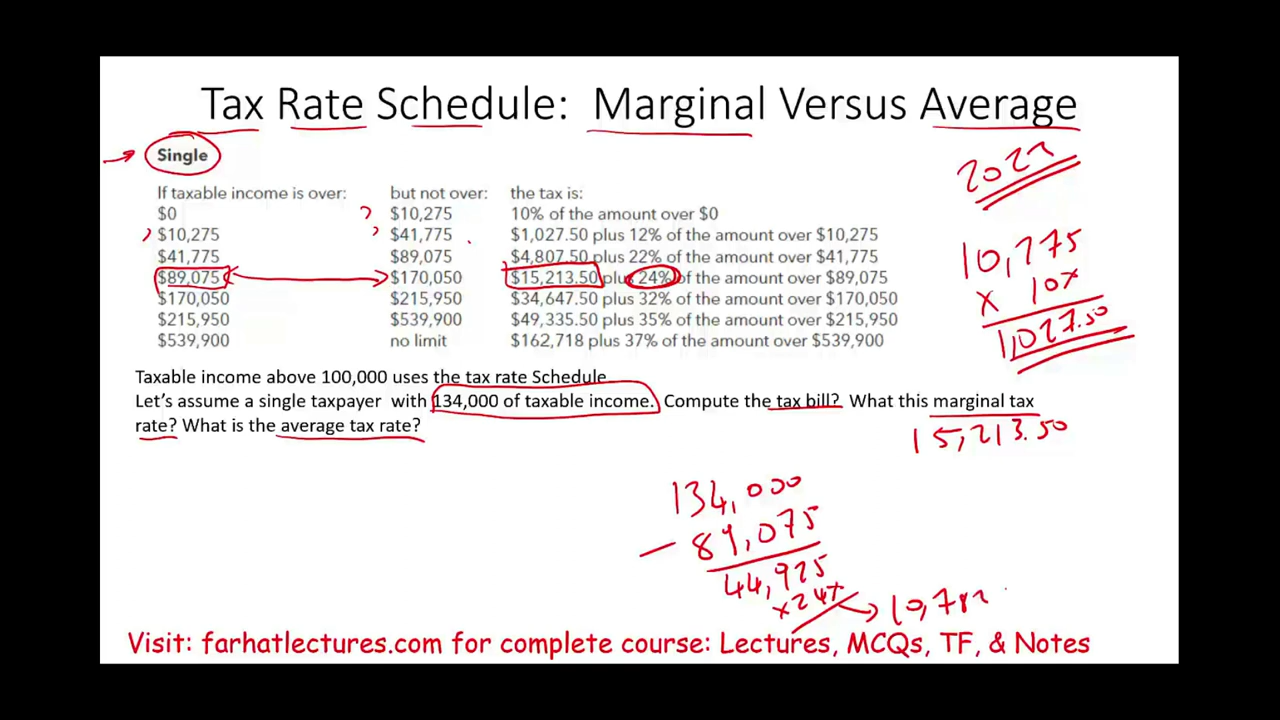 Tax Rate Schedule: Marginal Versus Average
Single
2022
If taxable income is over: but not over: the tax is:
$0 $10,275 10% of the amount over $0
$10,275 $41,775 $1,027.50 plus 12% of the amount over $10,275
$41,775 $89,075 $4,807.50 plus 22% of the amount over $41,775
$89,075 $170,050 $15,213.50 plus 24% of the amount over $89,075
$170,050 $215,950 $34,647.50 plus 32% of the amount over $170,050
$215,950 $539,900 $49,335.50 plus 35% of the amount over $215,950
$539,900 no limit $162,718 plus 37% of the amount over $539,900
10,275
x 10%
1,027.50
Taxable income above 100,000 uses the tax rate Schedule
Let's assume a single taxpayer with 134,000 of taxable income. Compute the tax bill? What this marginal tax
rate? What is the average tax rate?
15,213.50
134,000
- 89,075
44,925
x 24%
10,782
Visit: farhatlectures.com for complete course: Lectures, MCQs, TF, & Notes